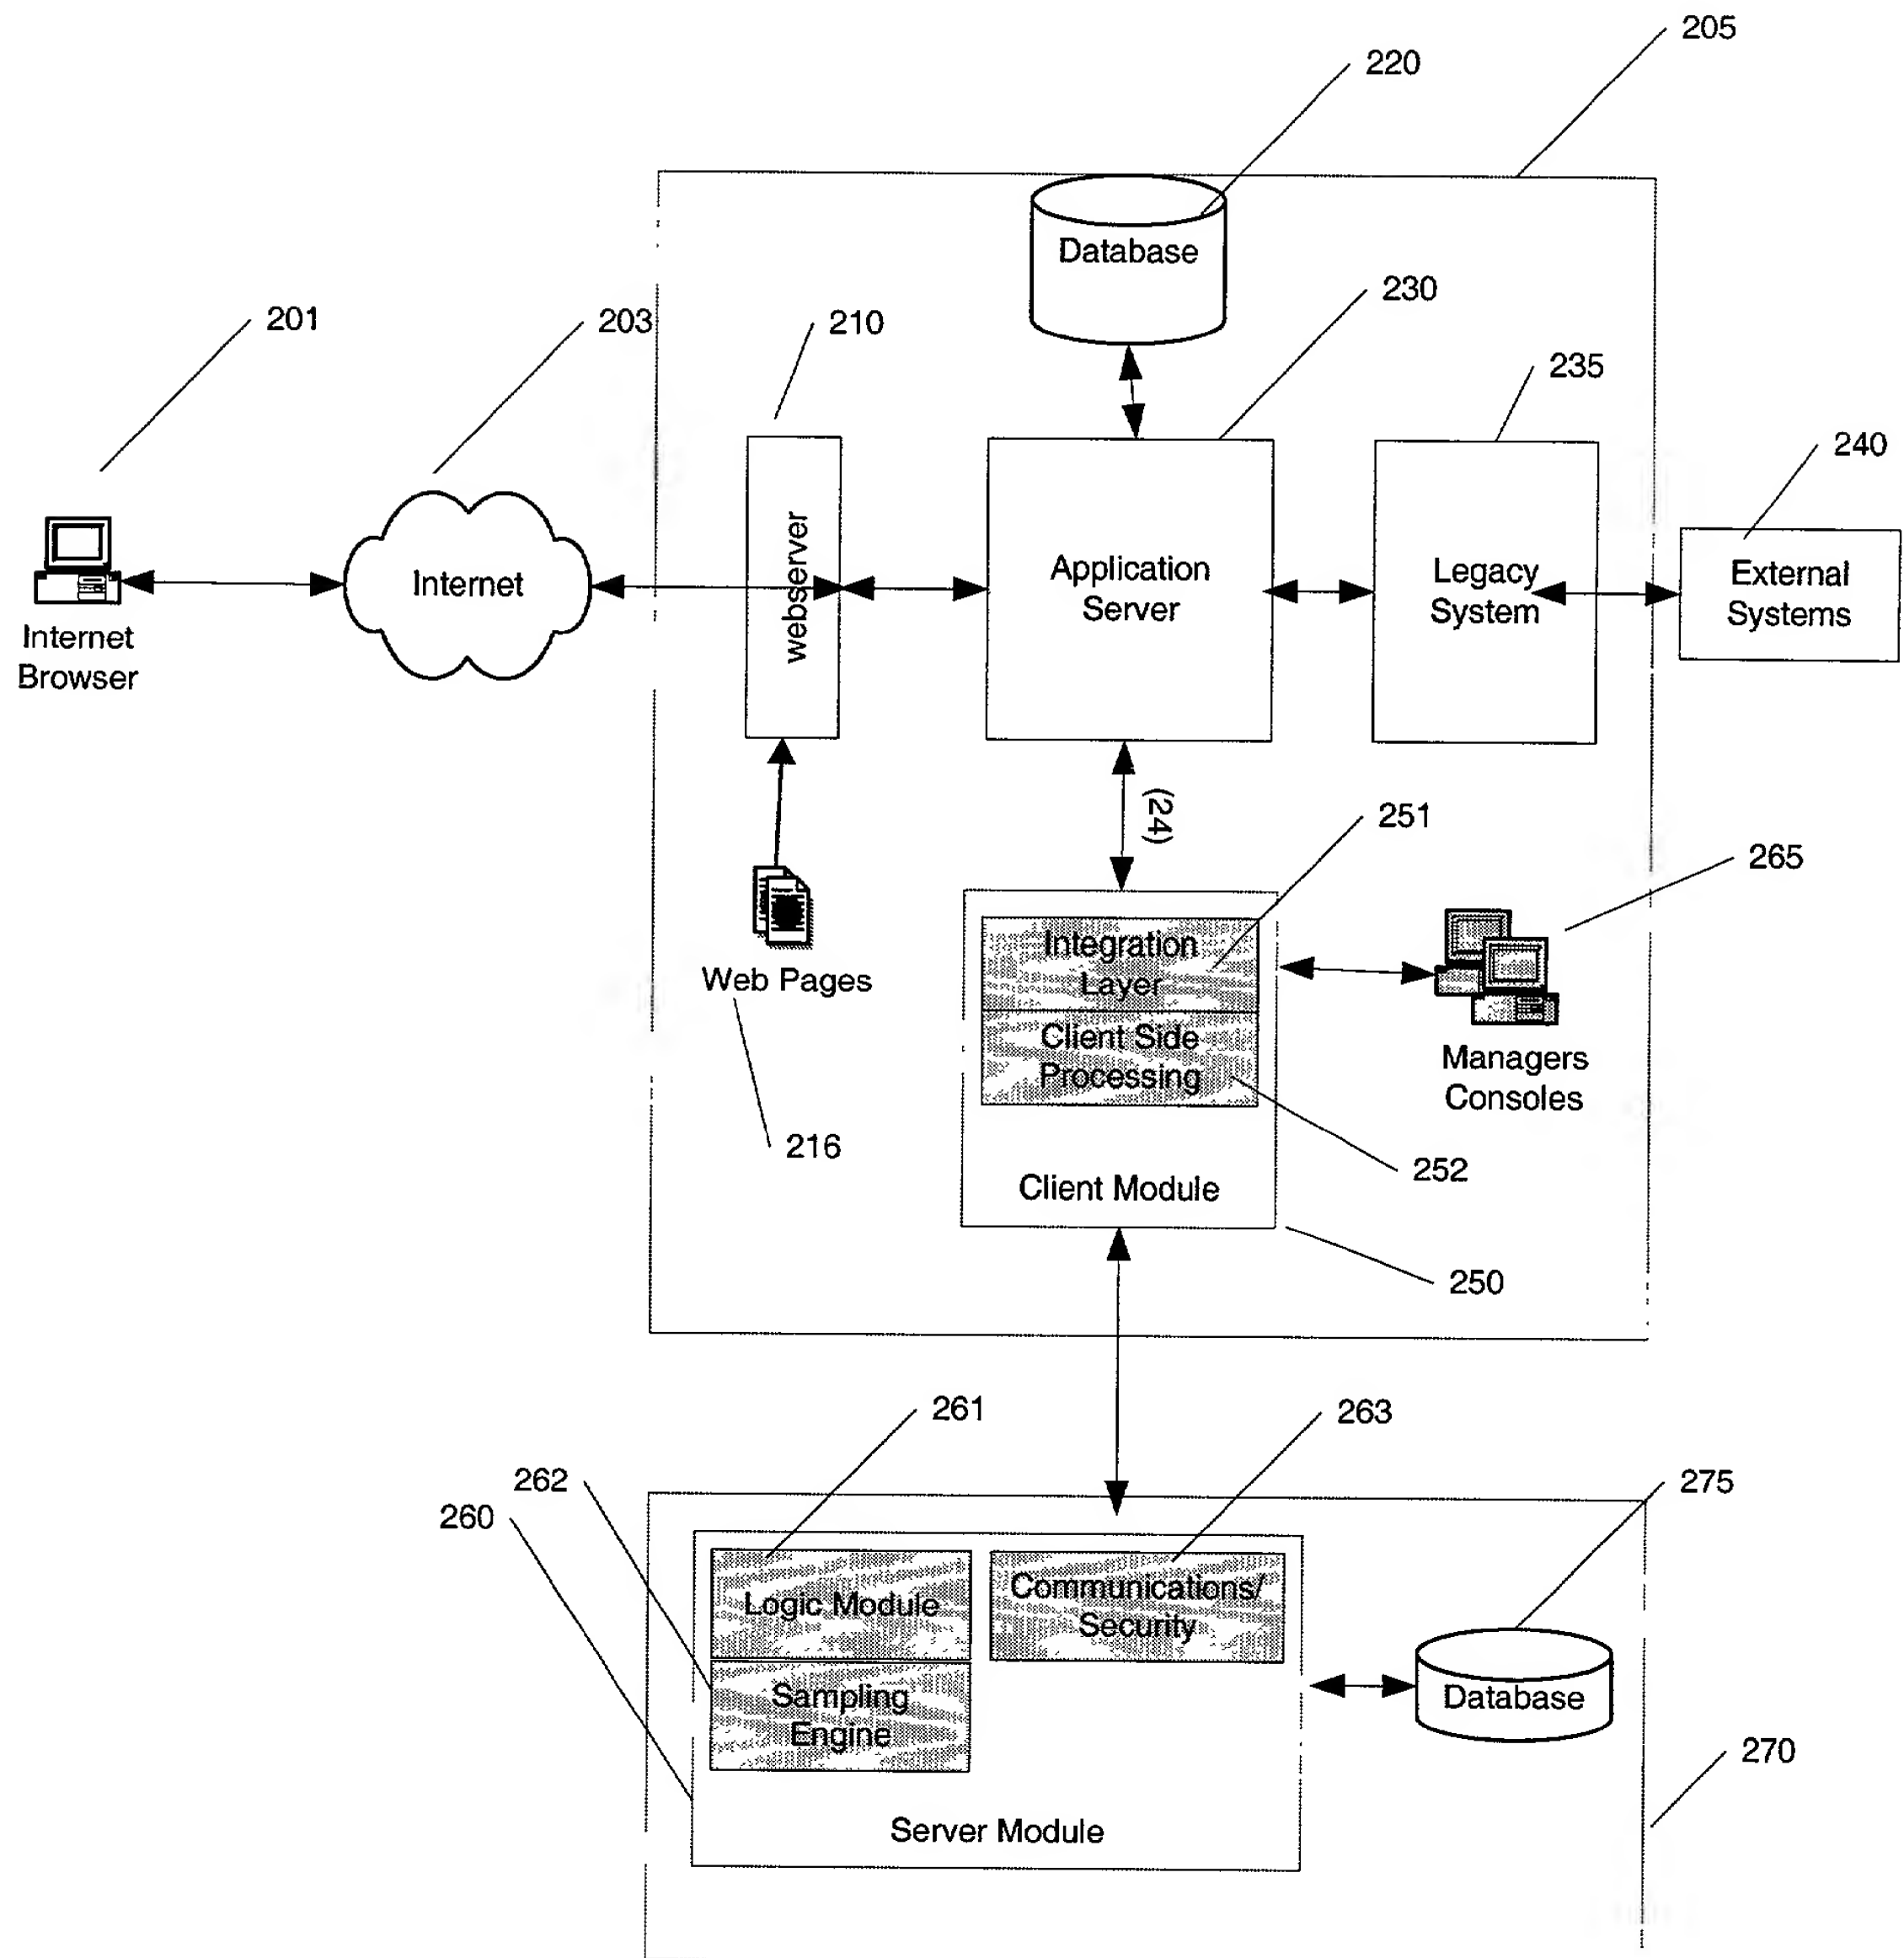 205
220
Database
230
201
203
210
235
240
webserver
Internet
Application
Server
Legacy
System
External
Systems
Internet
Browser
(24)
251
265
Integration
Layer
Web Pages
Client Side
Processing
Managers
Consoles
216
252
Client Module
250
261
263
262
275
260
Logic Module
Communications/
Security
Sampling
Engine
Database
270
Server Module